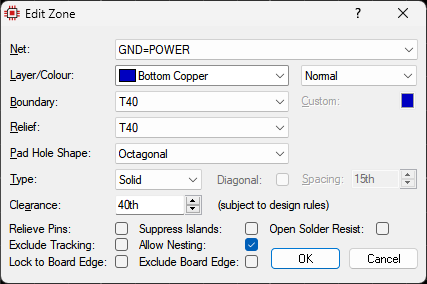 Edit Zone ? ×
Net: GND=POWER
Layer/Colour: Bottom Copper Normal
Boundary: T40 Custom:
Relief: T40
Pad Hole Shape: Octagonal
Type: Solid Diagonal: Spacing: 15th
Clearance: 40th (subject to design rules)
Relieve Pins: Suppress Islands: Open Solder Resist:
Exclude Tracking: Allow Nesting:
Lock to Board Edge: Exclude Board Edge: OK Cancel